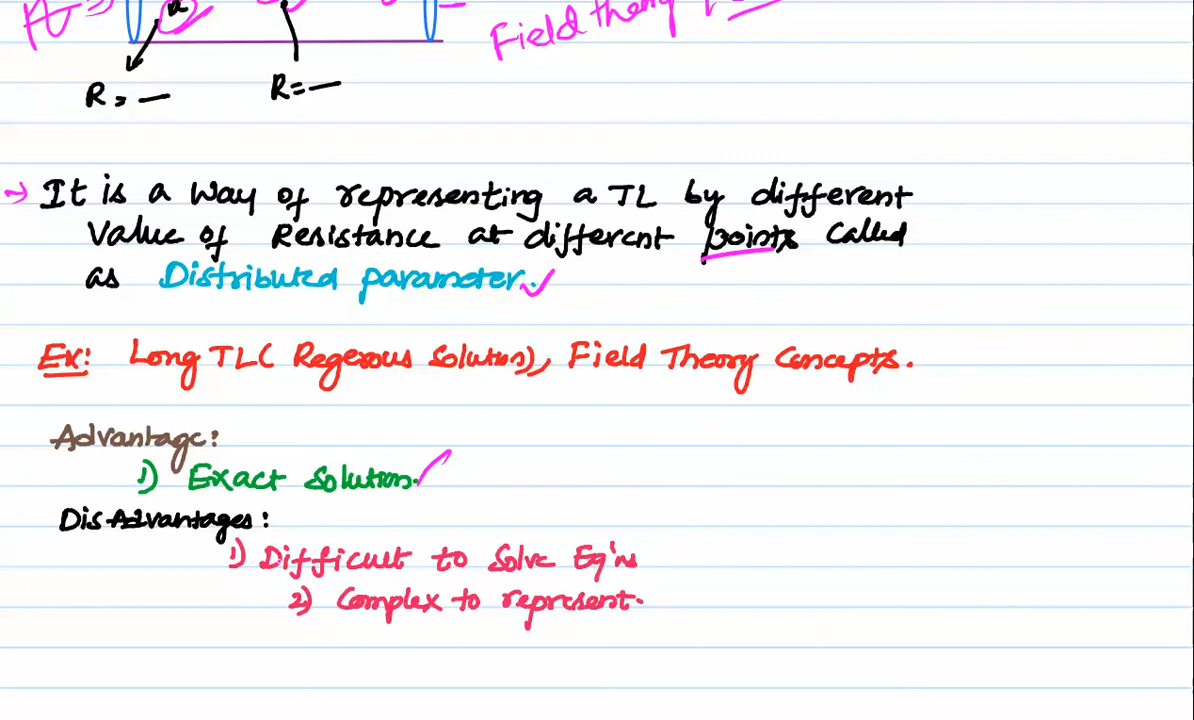 Field theory
R = —
R = —
It is a way of representing a TL by different
Value of Resistance at different points called
as Distributed parameter.
Ex: Long TL( Regerous Solution), Field Theory Concepts.
Advantage:
1) Exact Solution.
DisAdvantages:
1) Difficult to solve Eq'ns
2) Complex to represent.